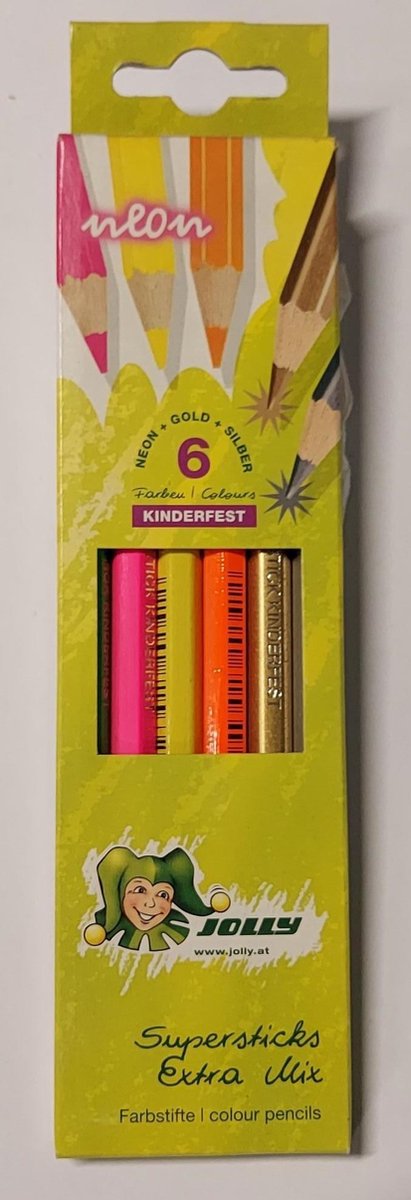 neon
NEON + GOLD + SILBER
6
Farben | Colours
KINDERFEST
TICK KINDERFEST
TICK KINDERFEST
JOLLY
www.jolly.at
Supersticks
Extra Mix
Farbstifte | colour pencils